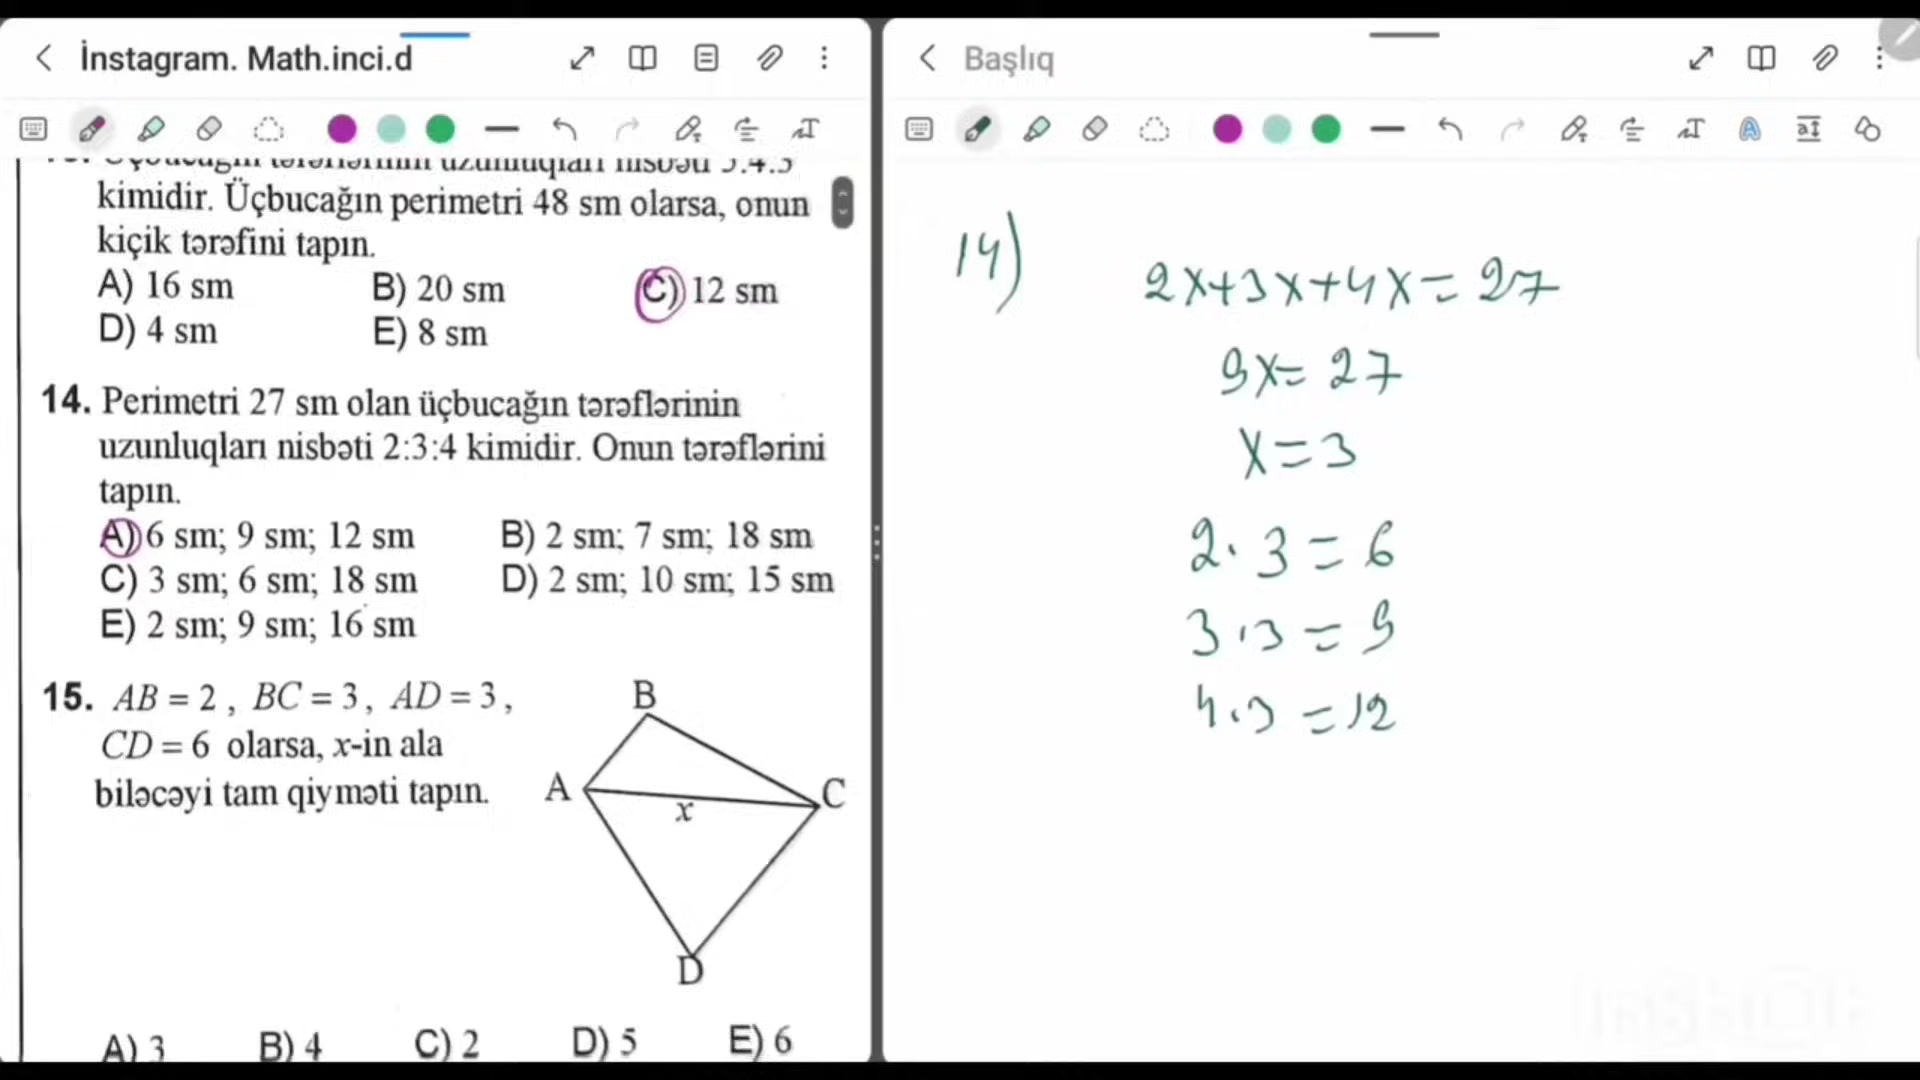 İnstagram. Math.inci.d
kimidir. Üçbucağın perimetri 48 sm olarsa, onun
kiçik tərəfini tapın.
A) 16 sm B) 20 sm C) 12 sm
D) 4 sm E) 8 sm
14. Perimetri 27 sm olan üçbucağın tərəflərinin
uzunluqları nisbəti 2:3:4 kimidir. Onun tərəflərini
tapın.
A) 6 sm; 9 sm; 12 sm B) 2 sm; 7 sm; 18 sm
C) 3 sm; 6 sm; 18 sm D) 2 sm; 10 sm; 15 sm
E) 2 sm; 9 sm; 16 sm
15. AB = 2 , BC = 3, AD = 3 ,
CD = 6 olarsa, x-in ala
biləcəyi tam qiyməti tapın.
B
A
C
x
D
A) 3 B) 4 C) 2 D) 5 E) 6
Başlıq
14)
2x+3x+4x=27
9x=27
x=3
2·3=6
3·3=9
4·3=12